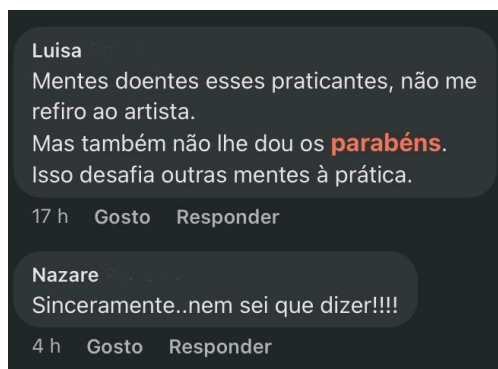 Luisa
Mentes doentes esses praticantes, não me
refiro ao artista.
Mas também não lhe dou os parabéns.
Isso desafia outras mentes à prática.
17 h Gosto Responder
Nazare
Sinceramente..nem sei que dizer!!!!
4 h Gosto Responder